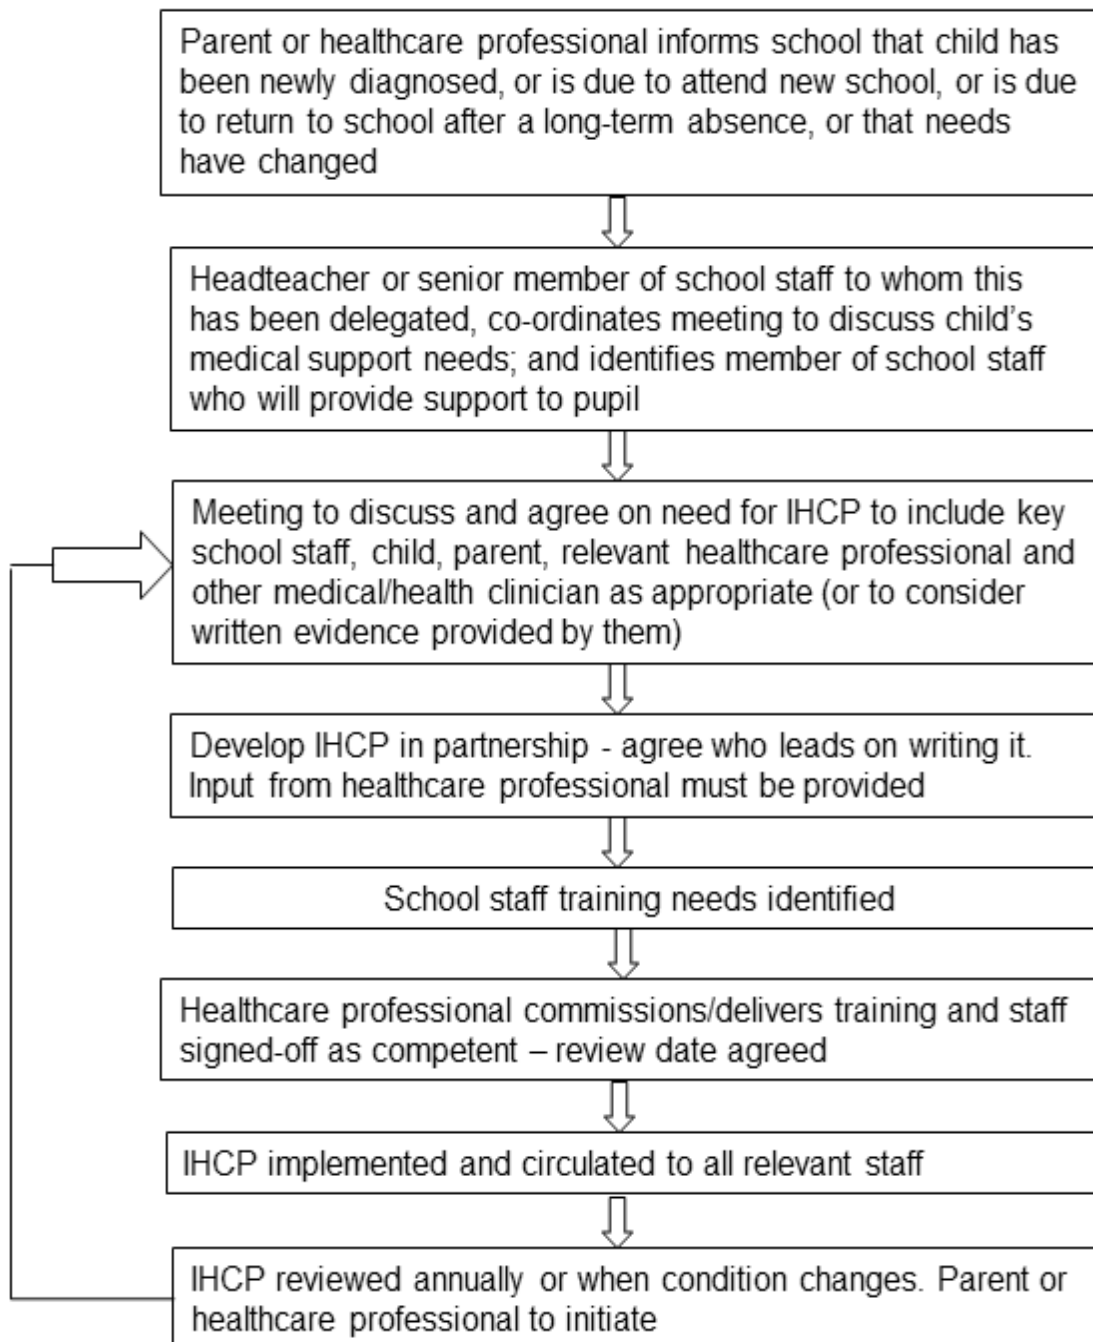 Parent or healthcare professional informs school that child has
been newly diagnosed, or is due to attend new school, or is due
to return to school after a long-term absence, or that needs
have changed
Headteacher or senior member of school staff to whom this
has been delegated, co-ordinates meeting to discuss child's
medical support needs; and identifies member of school staff
who will provide support to pupil
Meeting to discuss and agree on need for IHCP to include key
school staff, child, parent, relevant healthcare professional and
other medical/health clinician as appropriate (or to consider
written evidence provided by them)
Develop IHCP in partnership - agree who leads on writing it.
Input from healthcare professional must be provided
School staff training needs identified
Healthcare professional commissions/delivers training and staff
signed-off as competent – review date agreed
IHCP implemented and circulated to all relevant staff
IHCP reviewed annually or when condition changes. Parent or
healthcare professional to initiate